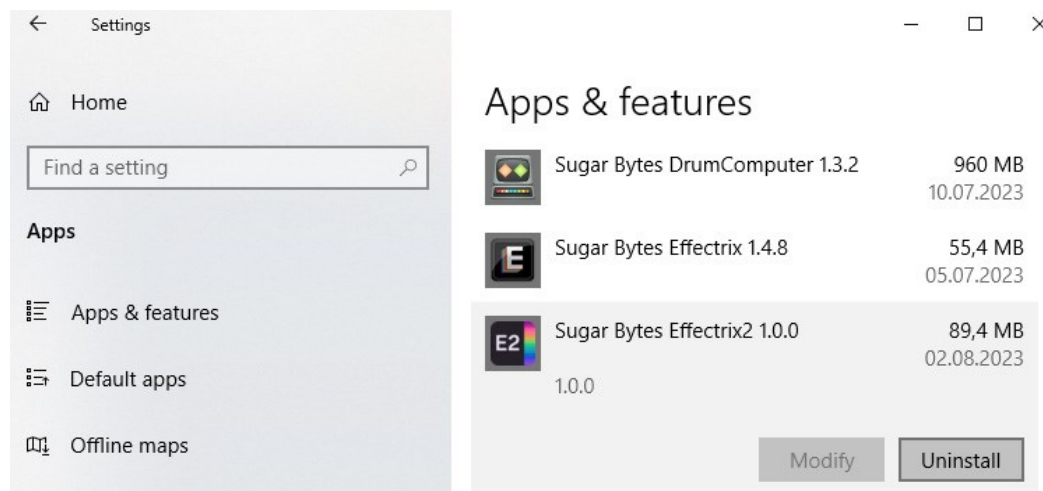 Settings
Home
Find a setting
Apps
Apps & features
Default apps
Offline maps
Apps & features
Sugar Bytes DrumComputer 1.3.2 960 MB
10.07.2023
E
Sugar Bytes Effectrix 1.4.8 55,4 MB
05.07.2023
E2
Sugar Bytes Effectrix2 1.0.0 89,4 MB
02.08.2023
1.0.0
Modify Uninstall